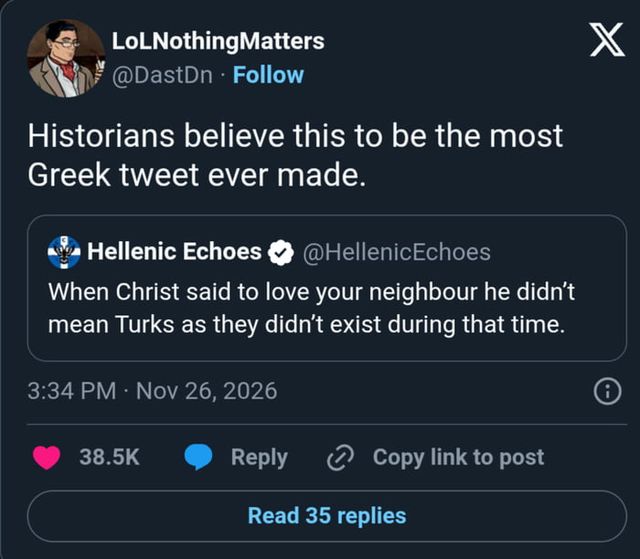 LoLNothingMatters
@DastDn · Follow
Historians believe this to be the most
Greek tweet ever made.
Hellenic Echoes @HellenicEchoes
When Christ said to love your neighbour he didn’t
mean Turks as they didn’t exist during that time.
3:34 PM · Nov 26, 2026
38.5K Reply Copy link to post
Read 35 replies